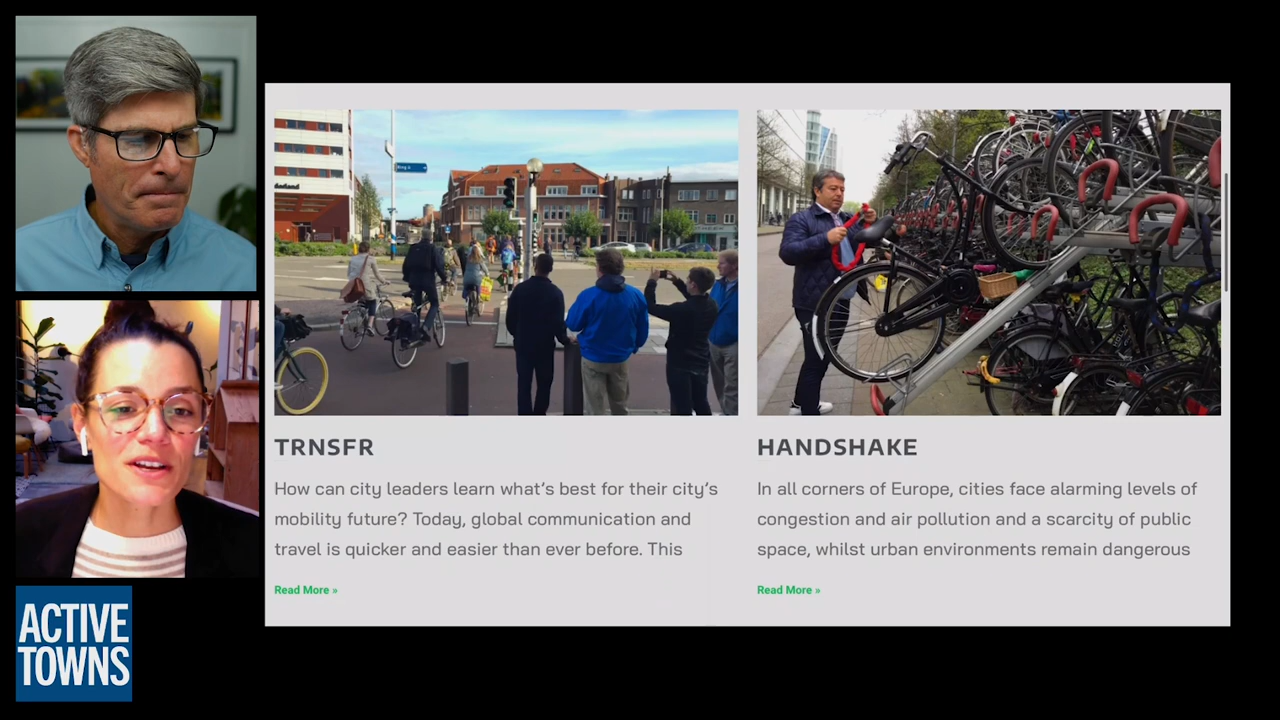 TRNSFR
How can city leaders learn what's best for their city's
mobility future? Today, global communication and
travel is quicker and easier than ever before. This
Read More »
HANDSHAKE
In all corners of Europe, cities face alarming levels of
congestion and air pollution and a scarcity of public
space, whilst urban environments remain dangerous
Read More »
ACTIVE
TOWNS